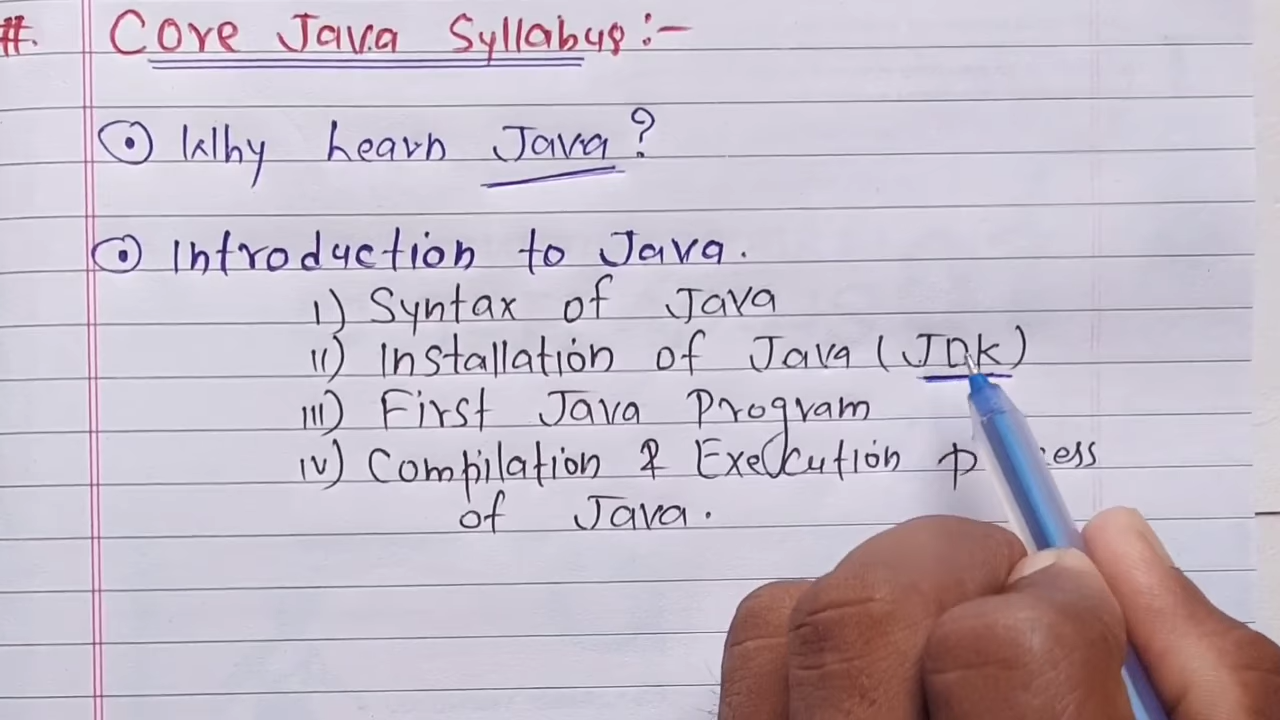 #. Core Java Syllabus:-
⊙ Why Learn Java?
⊙ Introduction to Java.
I) Syntax of Java
II) Installation of Java (JDK)
III) First Java Program
IV) Compilation & Execution
of Java.